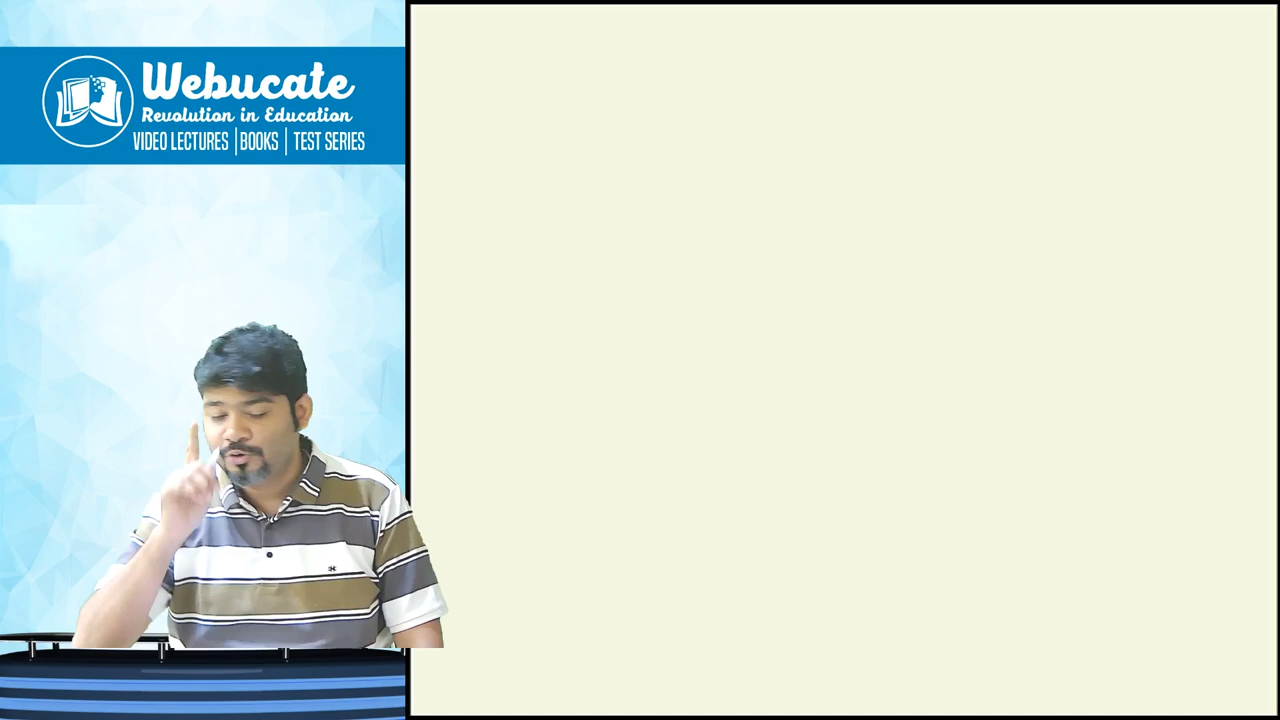 Webucate
Revolution in Education
VIDEO LECTURES | BOOKS | TEST SERIES